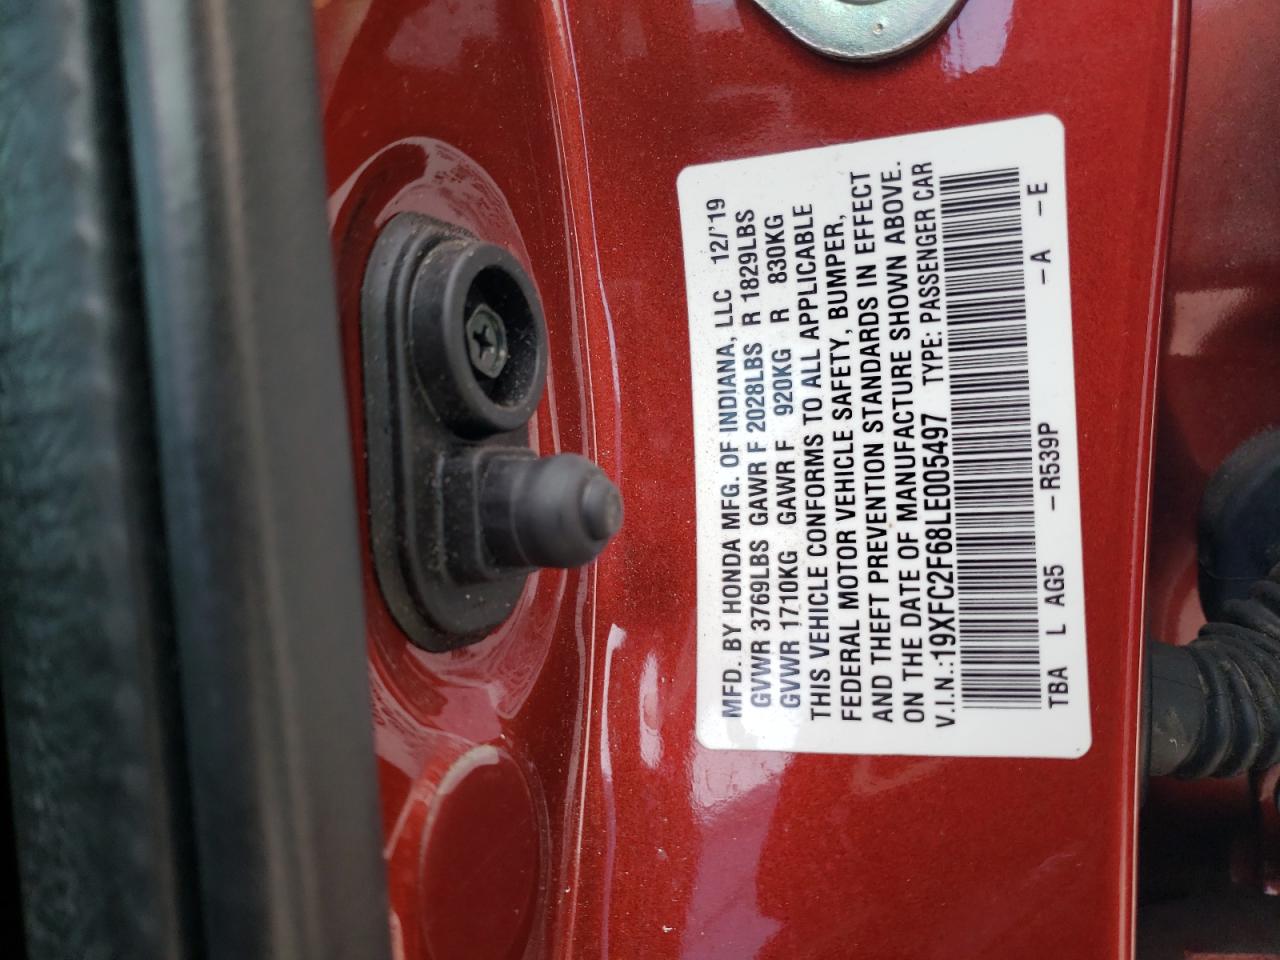 MFD. BY HONDA MFG. OF INDIANA, LLC 12/'19
GVWR 3769LBS GAWR F 2028LBS R 1829LBS
GVWR 1710KG GAWR F 920KG R 830KG
THIS VEHICLE CONFORMS TO ALL APPLICABLE
FEDERAL MOTOR VEHICLE SAFETY, BUMPER,
AND THEFT PREVENTION STANDARDS IN EFFECT
ON THE DATE OF MANUFACTURE SHOWN ABOVE.
V.I.N.:19XFC2F68LE005497 TYPE: PASSENGER CAR
TBA L AG5 -R539P -A -E